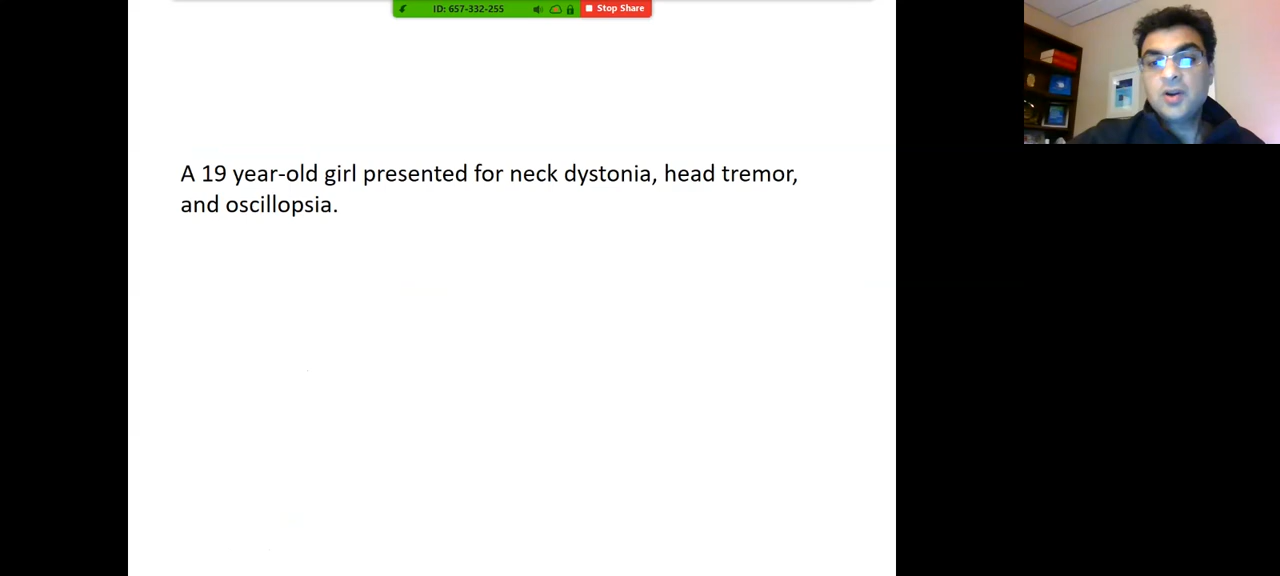 ID: 657-332-255
Stop Share
A 19 year-old girl presented for neck dystonia, head tremor,
and oscillopsia.